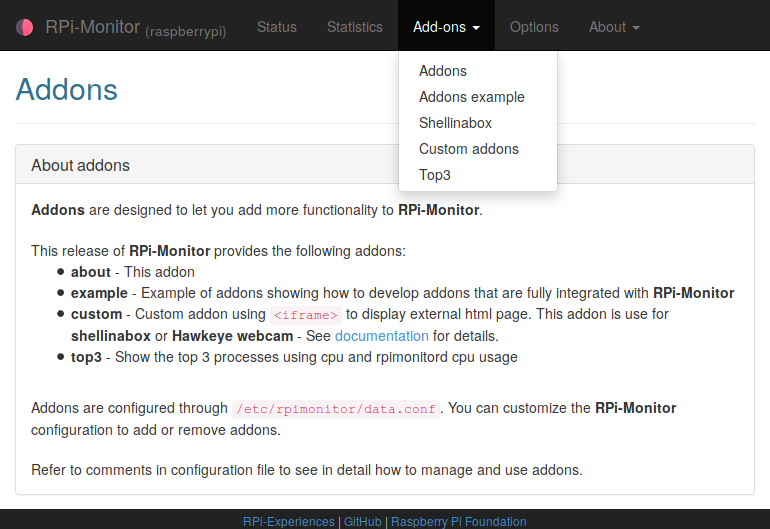 RPi-Monitor (raspberrypi) Status Statistics Add-ons Options About
Addons
Addons example
Shellinabox
Custom addons
Top3
Addons
About addons
Addons are designed to let you add more functionality to RPi-Monitor.
This release of RPi-Monitor provides the following addons:
about - This addon
example - Example of addons showing how to develop addons that are fully integrated with RPi-Monitor
custom - Custom addon using <iframe> to display external html page. This addon is use for
shellinabox or Hawkeye webcam - See documentation for details.
top3 - Show the top 3 processes using cpu and rpimonitord cpu usage
Addons are configured through /etc/rpimonitor/data.conf. You can customize the RPi-Monitor
configuration to add or remove addons.
Refer to comments in configuration file to see in detail how to manage and use addons.
RPi-Experiences | GitHub | Raspberry Pi Foundation